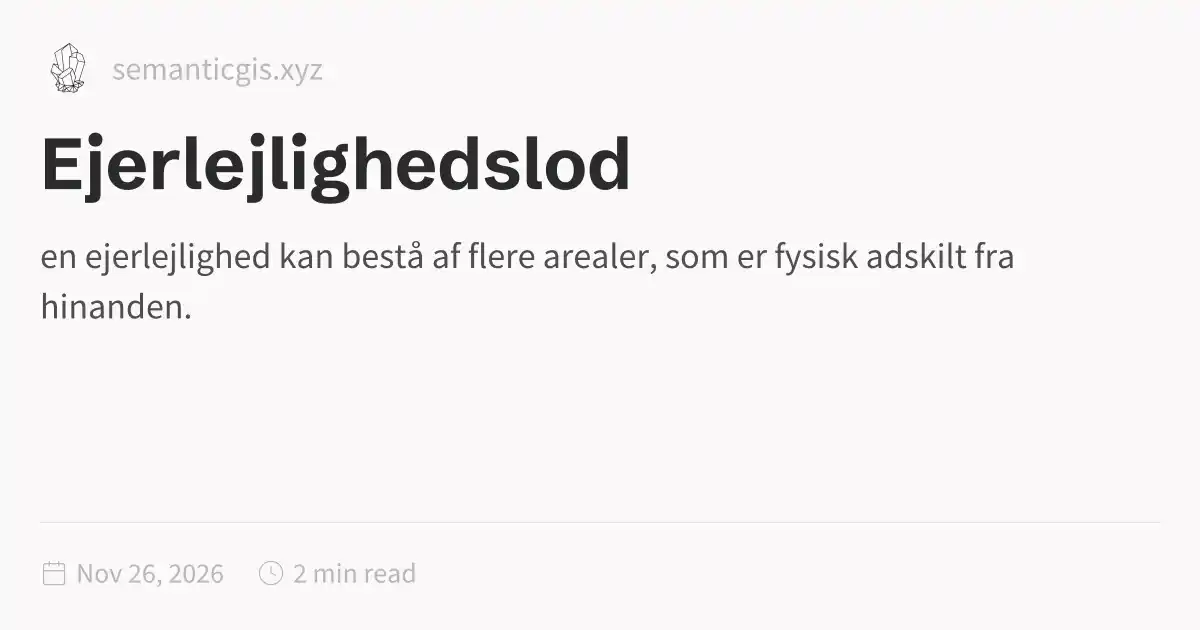 semanticgis.xyz
Ejerlejlighedslod
en ejerlejlighed kan bestå af flere arealer, som er fysisk adskilt fra
hinanden.
Nov 26, 2026 2 min read